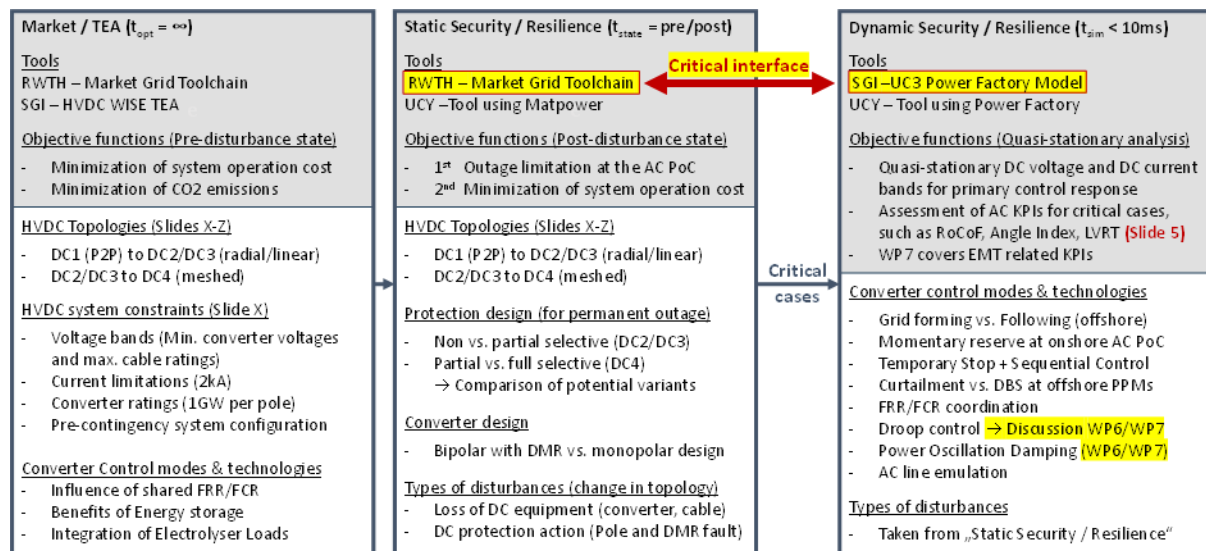 Market / TEA (t_opt = ∞)
Tools
RWTH – Market Grid Toolchain
SGI – HVDC WISE TEA
Objective functions (Pre-disturbance state)
- Minimization of system operation cost
- Minimization of CO2 emissions
HVDC Topologies (Slides X-Z)
- DC1 (P2P) to DC2/DC3 (radial/linear)
- DC2/DC3 to DC4 (meshed)
HVDC system constraints (Slide X)
- Voltage bands (Min. converter voltages
and max. cable ratings)
- Current limitations (2kA)
- Converter ratings (1GW per pole)
- Pre-contingency system configuration
Converter Control modes & technologies
- Influence of shared FRR/FCR
- Benefits of Energy storage
- Integration of Electrolyser Loads
Static Security / Resilience (t_state = pre/post)
Tools
RWTH – Market Grid Toolchain
UCY –Tool using Matpower
Objective functions (Post-disturbance state)
- 1st Outage limitation at the AC PoC
- 2nd Minimization of system operation cost
HVDC Topologies (Slides X-Z)
- DC1 (P2P) to DC2/DC3 (radial/linear)
- DC2/DC3 to DC4 (meshed)
Protection design (for permanent outage)
- Non vs. partial selective (DC2/DC3)
- Partial vs. full selective (DC4)
→ Comparison of potential variants
Converter design
- Bipolar with DMR vs. monopolar design
Types of disturbances (change in topology)
- Loss of DC equipment (converter, cable)
- DC protection action (Pole and DMR fault)
Critical interface
Critical
cases
Dynamic Security / Resilience (t_sim < 10ms)
Tools
SGI –UC3 Power Factory Model
UCY –Tool using Power Factory
Objective functions (Quasi-stationary analysis)
- Quasi-stationary DC voltage and DC current
bands for primary control response
- Assessment of AC KPIs for critical cases,
such as RoCoF, Angle Index, LVRT (Slide 5)
- WP7 covers EMT related KPIs
Converter control modes & technologies
- Grid forming vs. Following (offshore)
- Momentary reserve at onshore AC PoC
- Temporary Stop + Sequential Control
- Curtailment vs. DBS at offshore PPMs
- FRR/FCR coordination
- Droop control → Discussion WP6/WP7
- Power Oscillation Damping (WP6/WP7)
- AC line emulation
Types of disturbances
- Taken from „Static Security / Resilience“